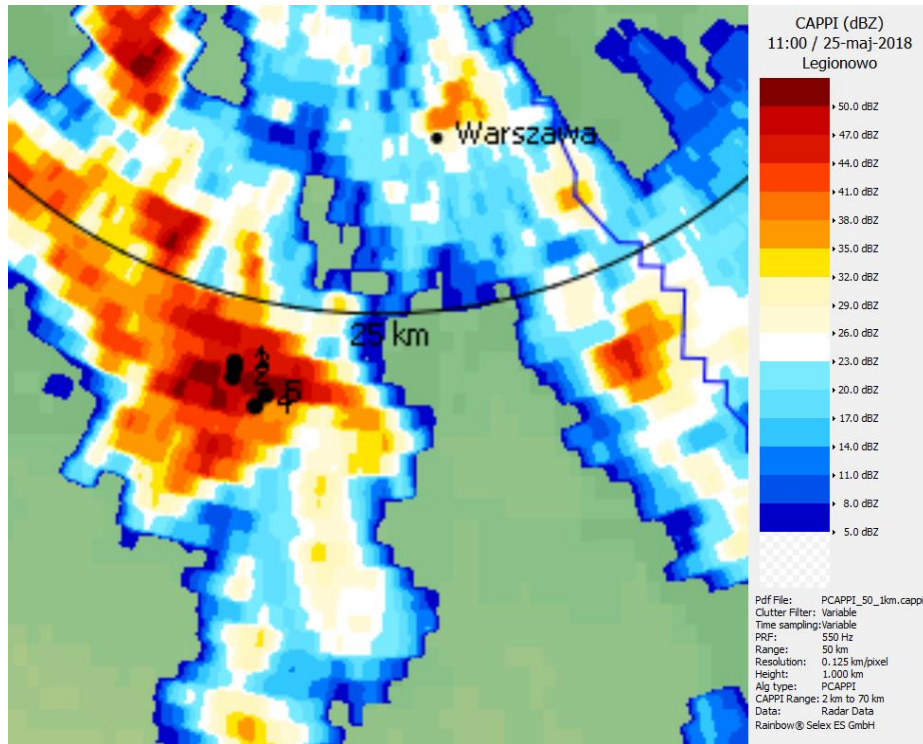 CAPPI (dBZ)
11:00 / 25-maj-2018
Legionowo
50.0 dBZ
47.0 dBZ
44.0 dBZ
41.0 dBZ
38.0 dBZ
35.0 dBZ
32.0 dBZ
29.0 dBZ
26.0 dBZ
23.0 dBZ
20.0 dBZ
17.0 dBZ
14.0 dBZ
11.0 dBZ
8.0 dBZ
5.0 dBZ
Pdf File: PCAPPI_50_1km.cappi
Clutter Filter: Variable
Time sampling: Variable
PRF: 550 Hz
Range: 50 km
Resolution: 0.125 km/pixel
Height: 1.000 km
Alg type: PCAPPI
CAPPI Range: 2 km to 70 km
Data: Radar Data
Rainbow® Selex ES GmbH
Warszawa
25 km